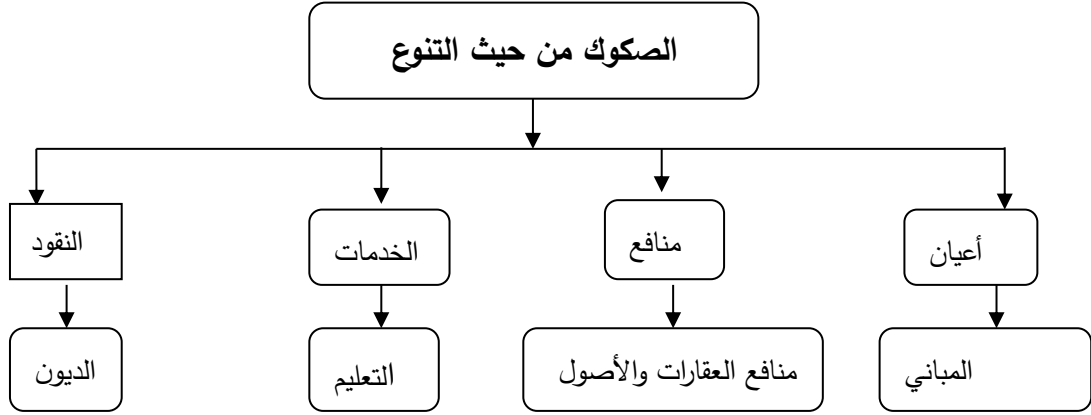 الصكوك من حيث التنوع
أعيان
منافع
الخدمات
النقود
المباني
منافع العقارات والأصول
التعليم
الديون